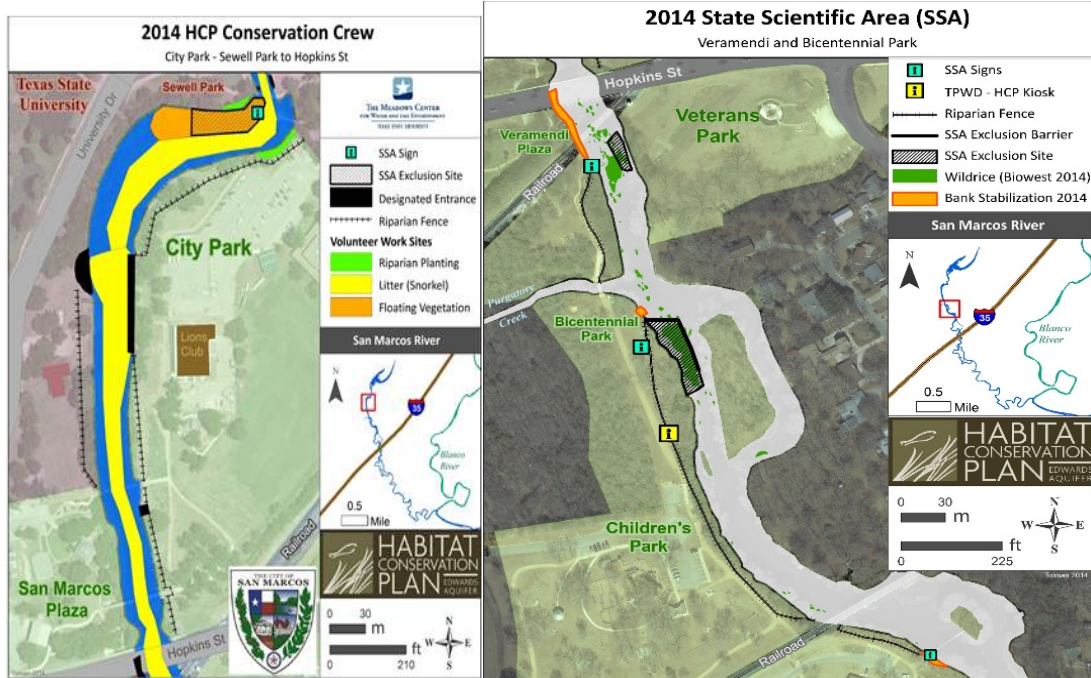 2014 HCP Conservation Crew
City Park - Sewell Park to Hopkins St
Texas State
University
University Dr
Sewell Park
City Park
Lions
Club
San Marcos
Plaza
Hopkins St
Railroad
THE MEADOWS CENTER
FOR WATER AND THE ENVIRONMENT
TEXAS STATE UNIVERSITY
SSA Sign
SSA Exclusion Site
Designated Entrance
Riparian Fence
Volunteer Work Sites
Riparian Planting
Litter (Snorkel)
Floating Vegetation
San Marcos River
35
Blanco
River
0.5
Mile
HABITAT
CONSERVATION
PLAN EDWARDS
AQUIFER
THE CITY OF
SAN MARCOS
0 30
m
0 210
ft
N
W E
S
2014 State Scientific Area (SSA)
Veramendi and Bicentennial Park
Hopkins St
Veramendi
Plaza
Railroad
Veterans
Park
Purgatory
Creek
Bicentennial
Park
Children's
Park
Railroad
SSA Signs
TPWD - HCP Kiosk
Riparian Fence
SSA Exclusion Barrier
SSA Exclusion Site
Wildrice (Biowest 2014)
Bank Stabilization 2014
San Marcos River
35
Blanco
River
0.5
Mile
HABITAT
CONSERVATION
PLAN EDWARDS
AQUIFER
0 30
m
0 225
ft
N
W E
S